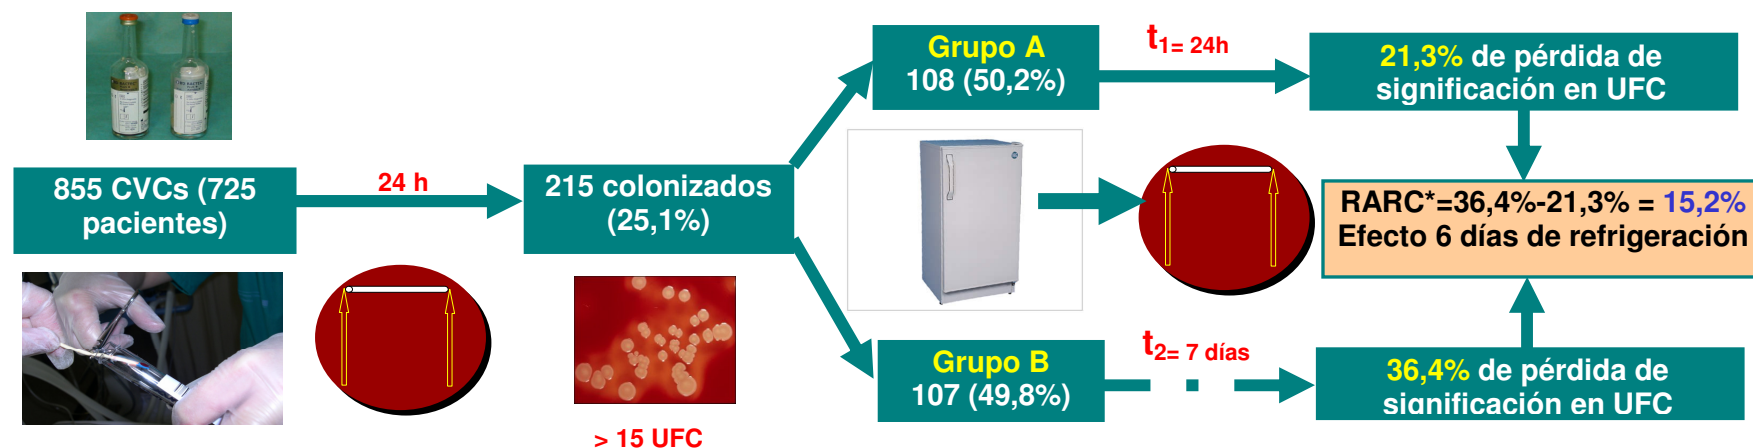 855 CVCs (725
pacientes)
24 h
215 colonizados
(25,1%)
> 15 UFC
Grupo A
108 (50,2%)
t1= 24h
21,3% de pérdida de
significación en UFC
RARC*=36,4%-21,3% = 15,2%
Efecto 6 días de refrigeración
Grupo B
107 (49,8%)
t2= 7 días
36,4% de pérdida de
significación en UFC